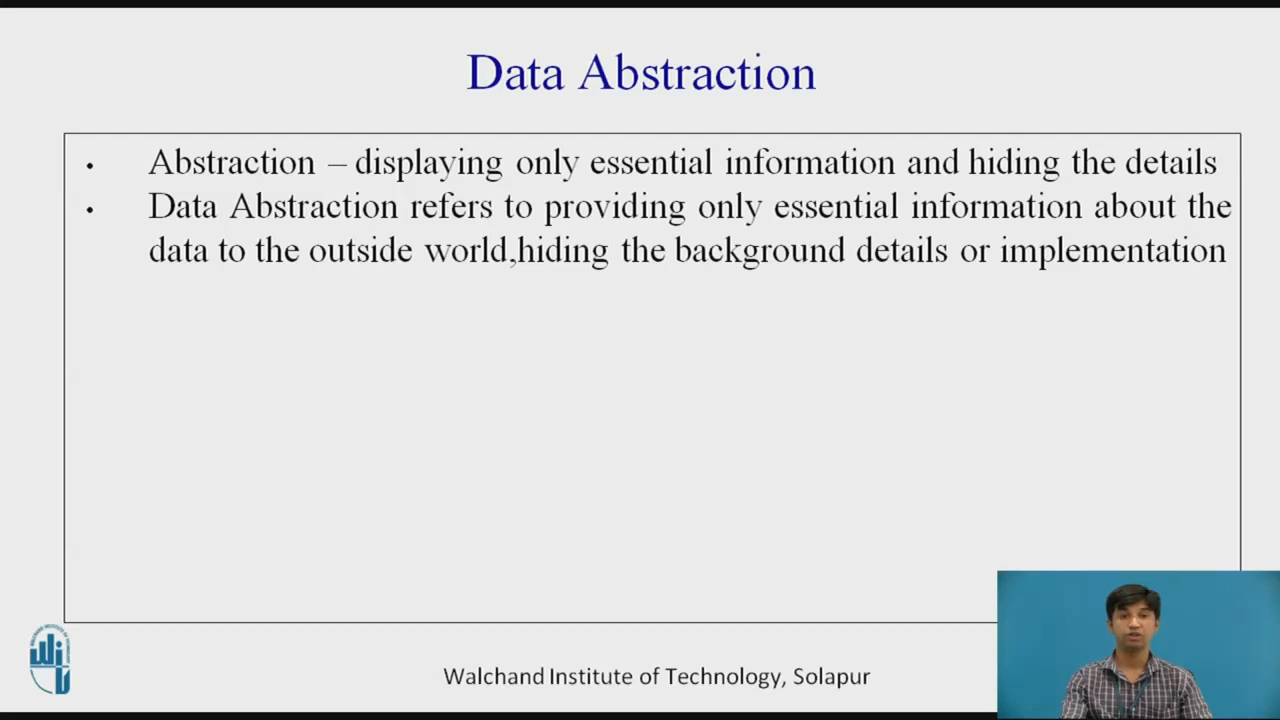 Data Abstraction
• Abstraction – displaying only essential information and hiding the details
• Data Abstraction refers to providing only essential information about the
data to the outside world,hiding the background details or implementation
Walchand Institute of Technology, Solapur